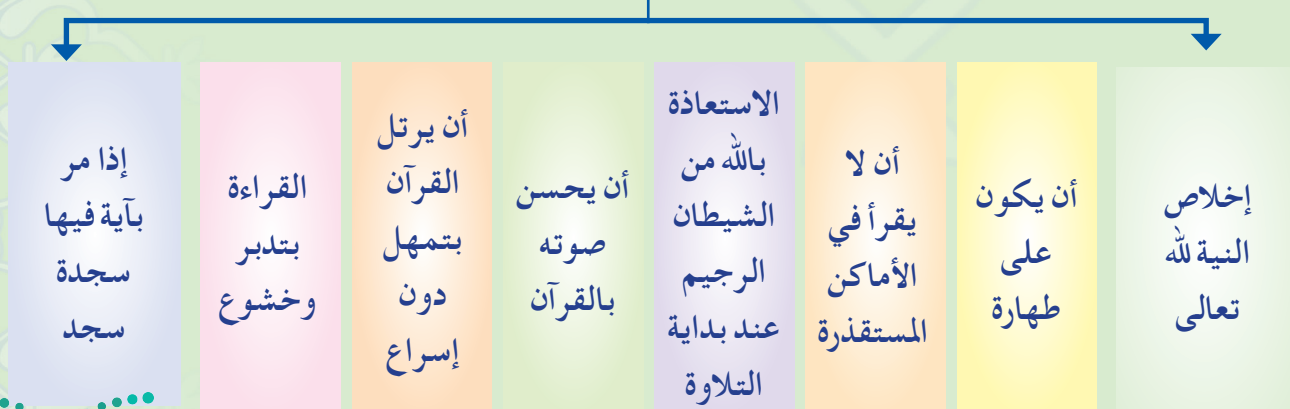 إخلاص
النية لله
تعالى
أن يكون
على
طهارة
أن لا
يقرأ في
الأماكن
المستقذرة
الاستعاذة
بالله من
الشيطان
الرجيم
عند بداية
التلاوة
أن يحسن
صوته
بالقرآن
أن يرتل
القرآن
بتمهل
دون
إسراع
القراءة
بتدبر
وخشوع
إذا مر
بآية فيها
سجدة
سجد